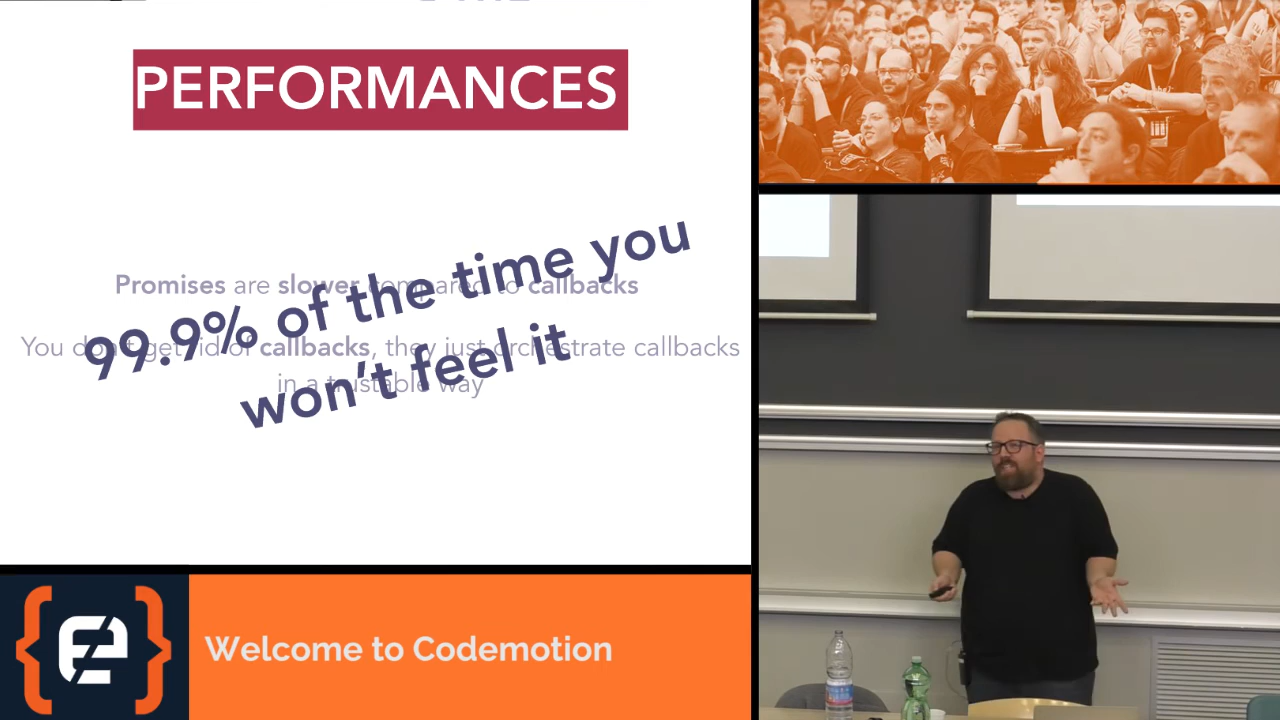 PERFORMANCES
Promises are slower compared to callbacks
You don't get rid of callbacks, they just orchestrate callbacks
in a trustable way
99.9% of the time you
won't feel it
Welcome to Codemotion